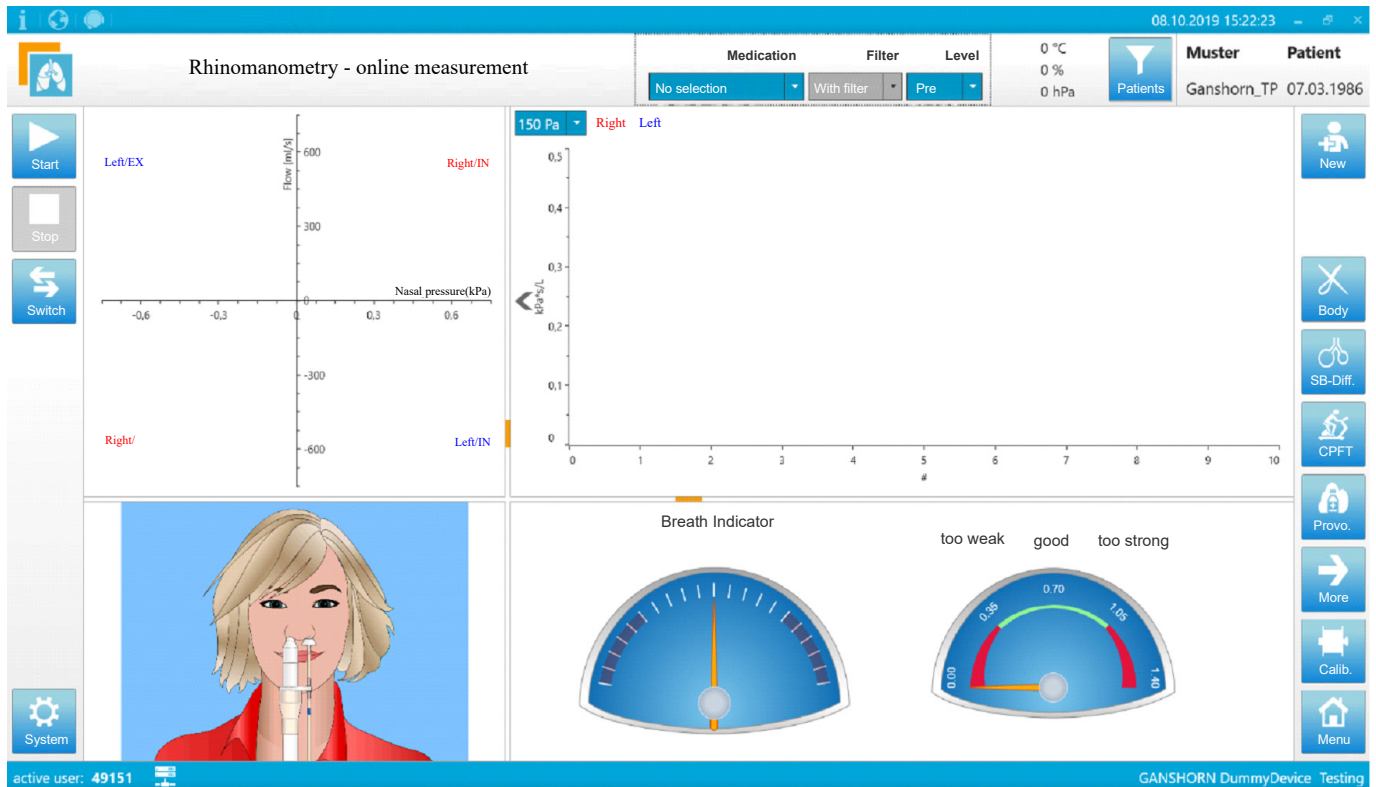 08.10.2019 15:22:23
Rhinomanometry - online measurement
Medication Filter Level
No selection With filter Pre
0 °C
0 %
0 hPa
Patients
Muster Patient
Ganshorn_TP 07.03.1986
Start
Stop
Switch
System
Flow [ml/s]
Left/EX
Right/IN
600
300
0
Nasal pressure(kPa)
-0,6 -0,3 0 0,3 0.6
-300
-600
Right/
Left/IN
150 Pa Right Left
kPa*s/L
0,5
0,4
0,3
0,2
0,1
0
0 1 2 3 4 5 6 7 8 9 10
#
Breath Indicator
too weak good too strong
0.00 0.35 0.70 1.05 1.40
New
Body
SB-Diff.
CPFT
Provo.
More
Calib.
Menu
active user: 49151
GANSHORN DummyDevice Testing